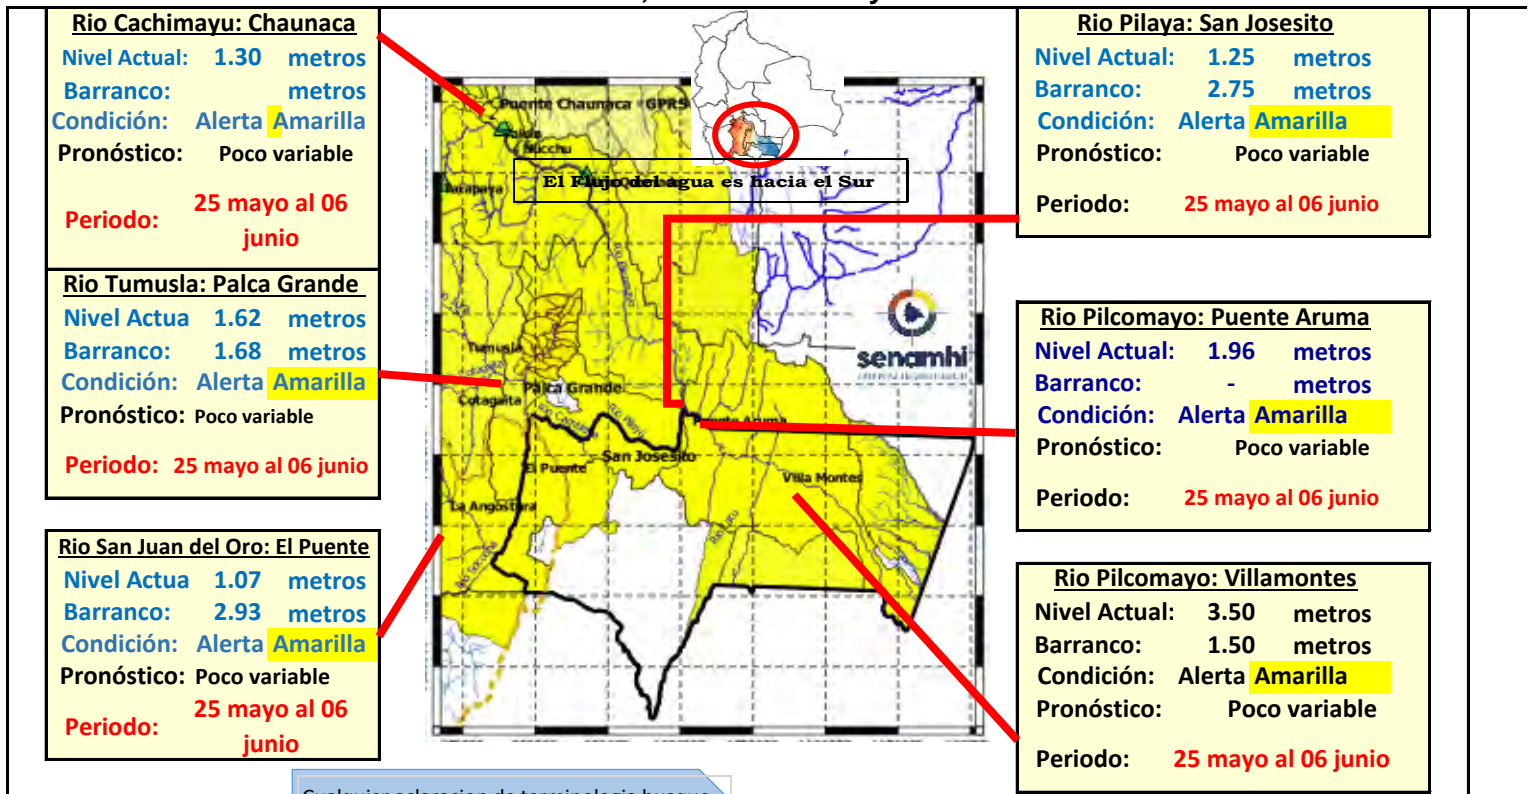 Rio Cachimayu: Chaunaca
Nivel Actual: 1.30 metros
Barranco: metros
Condición: Alerta Amarilla
Pronóstico: Poco variable
Periodo: 25 mayo al 06
junio
Rio Tumusla: Palca Grande
Nivel Actua 1.62 metros
Barranco: 1.68 metros
Condición: Alerta Amarilla
Pronóstico: Poco variable
Periodo: 25 mayo al 06 junio
Rio San Juan del Oro: El Puente
Nivel Actua 1.07 metros
Barranco: 2.93 metros
Condición: Alerta Amarilla
Pronóstico: Poco variable
Periodo: 25 mayo al 06
junio
Puente Chaunaca GPRS
Nucchu
El Flujo del agua es hacia el Sur
Tarapaya
senamhi
Tumusla
Palca Grande
Cotagaita
Puente Aruma
San Josesito
El Puente
Villa Montes
La Angostura
Rio Pilaya: San Josesito
Nivel Actual: 1.25 metros
Barranco: 2.75 metros
Condición: Alerta Amarilla
Pronóstico: Poco variable
Periodo: 25 mayo al 06 junio
Rio Pilcomayo: Puente Aruma
Nivel Actual: 1.96 metros
Barranco: - metros
Condición: Alerta Amarilla
Pronóstico: Poco variable
Periodo: 25 mayo al 06 junio
Rio Pilcomayo: Villamontes
Nivel Actual: 3.50 metros
Barranco: 1.50 metros
Condición: Alerta Amarilla
Pronóstico: Poco variable
Periodo: 25 mayo al 06 junio